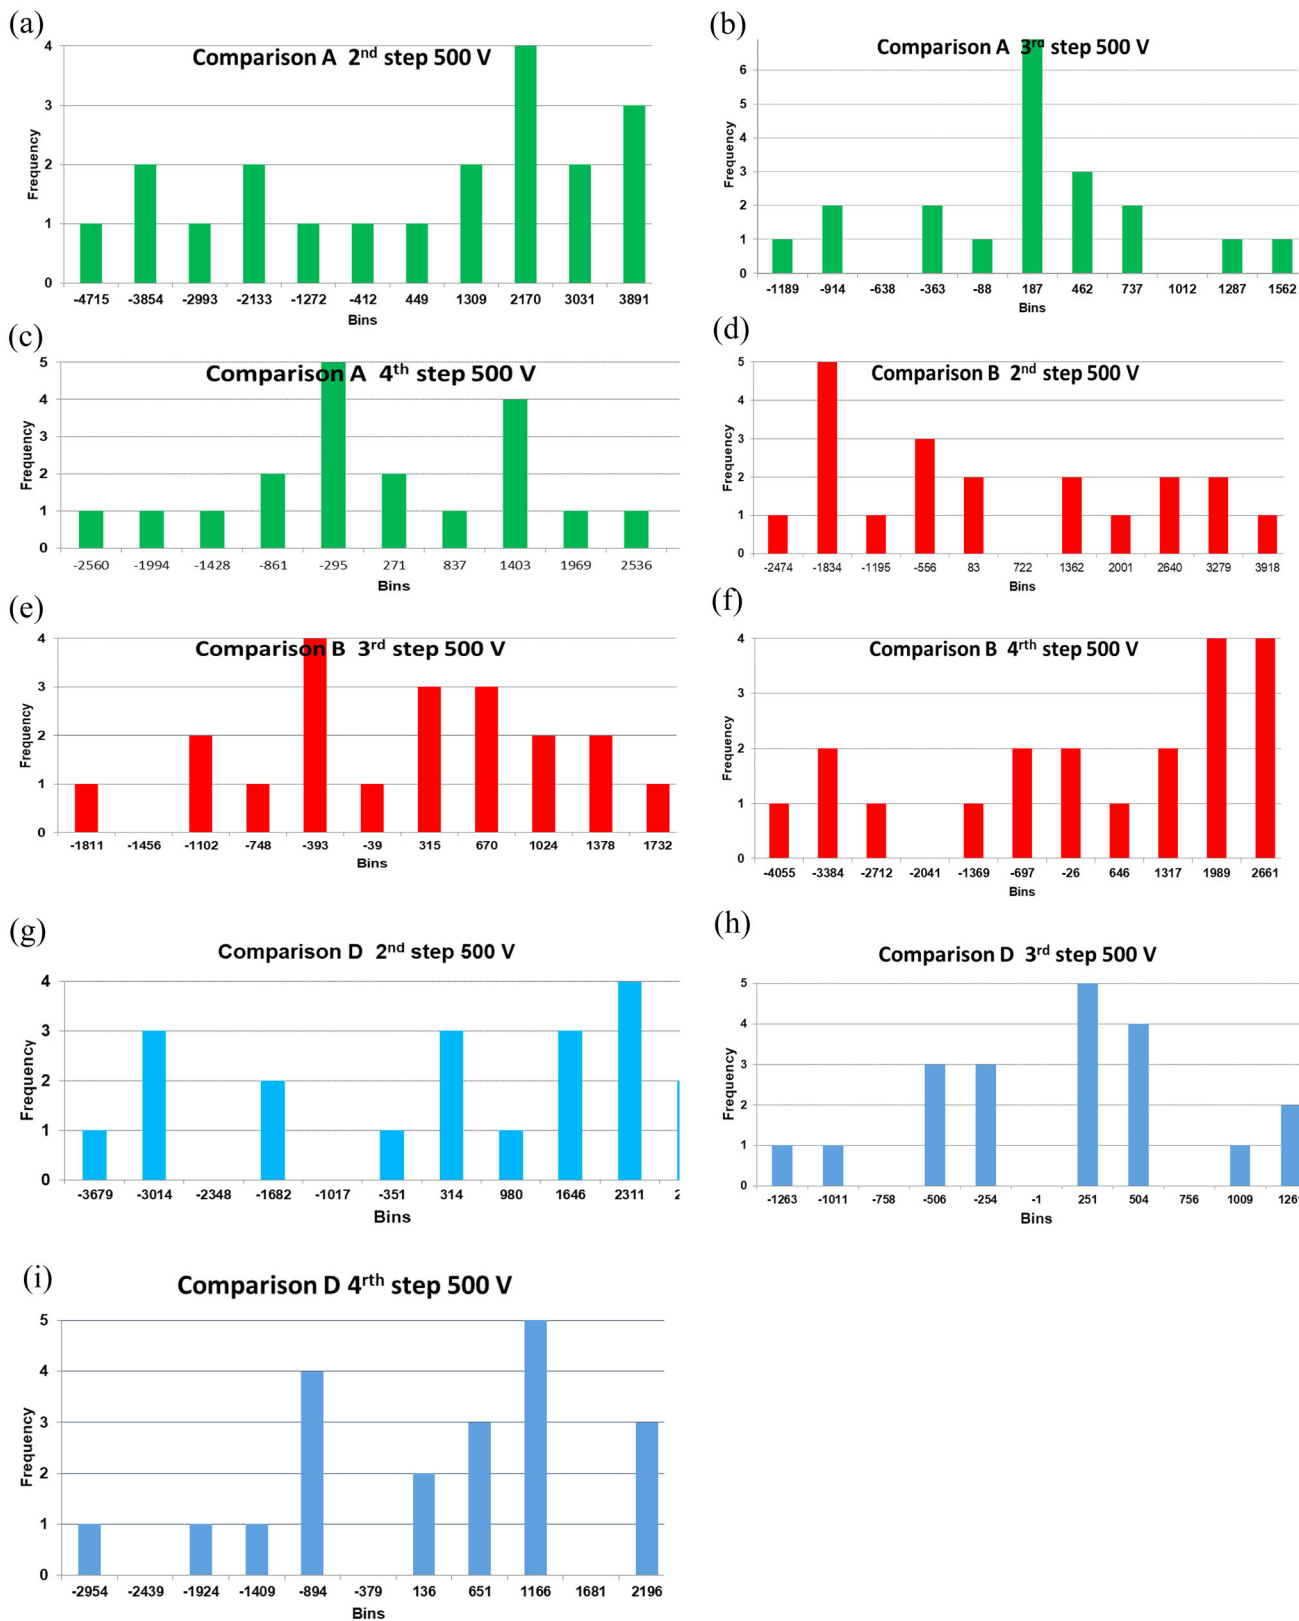 (a)
Comparison A 2nd step 500 V
4
3
2
1
0
Frequency
-4715 -3854 -2993 -2133 -1272 -412 449 1309 2170 3031 3891
Bins
(b)
Comparison A 3rd step 500 V
6
5
4
3
2
1
0
Frequency
-1189 -914 -638 -363 -88 187 462 737 1012 1287 1562
Bins
(c)
Comparison A 4th step 500 V
5
4
3
2
1
0
Frequency
-2560 -1994 -1428 -861 -295 271 837 1403 1969 2536
Bins
(d)
Comparison B 2nd step 500 V
5
4
3
2
1
0
Frequency
-2474 -1834 -1195 -556 83 722 1362 2001 2640 3279 3918
Bins
(e)
Comparison B 3rd step 500 V
4
3
2
1
0
Frequency
-1811 -1456 -1102 -748 -393 -39 315 670 1024 1378 1732
Bins
(f)
Comparison B 4rth step 500 V
4
3
2
1
0
Frequency
-4055 -3384 -2712 -2041 -1369 -697 -26 646 1317 1989 2661
Bins
(g)
Comparison D 2nd step 500 V
4
3
2
1
0
Frequency
-3679 -3014 -2348 -1682 -1017 -351 314 980 1646 2311
Bins
(h)
Comparison D 3rd step 500 V
5
4
3
2
1
0
Frequency
-1263 -1011 -758 -506 -254 -1 251 504 756 1009 1261
Bins
(i)
Comparison D 4rth step 500 V
5
4
3
2
1
0
Frequency
-2954 -2439 -1924 -1409 -894 -379 136 651 1166 1681 2196
Bins